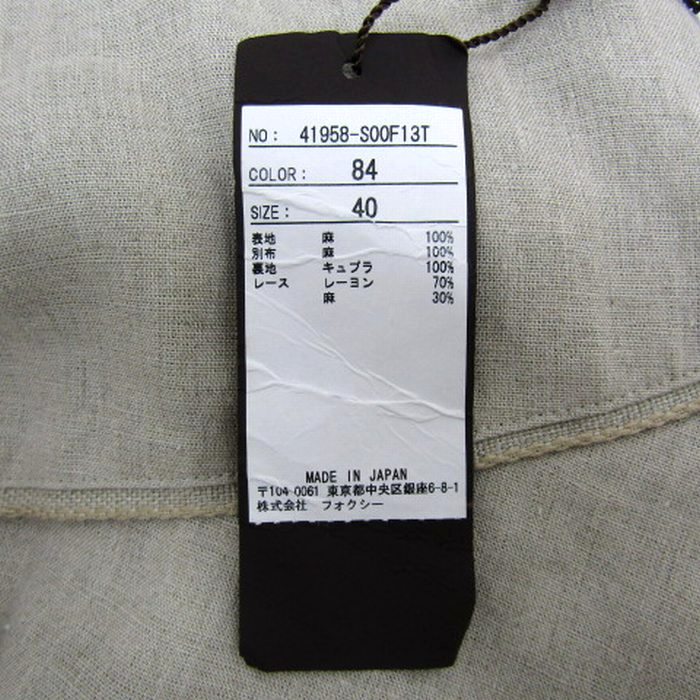 NO: 41958-S00F13T
COLOR: 84
SIZE: 40
表地 麻 100%
別布 麻 100%
裏地 キュプラ 100%
レース レーヨン 70%
麻 30%
MADE IN JAPAN
〒104-0061 東京都中央区銀座6-8-1
株式会社 フォクシー